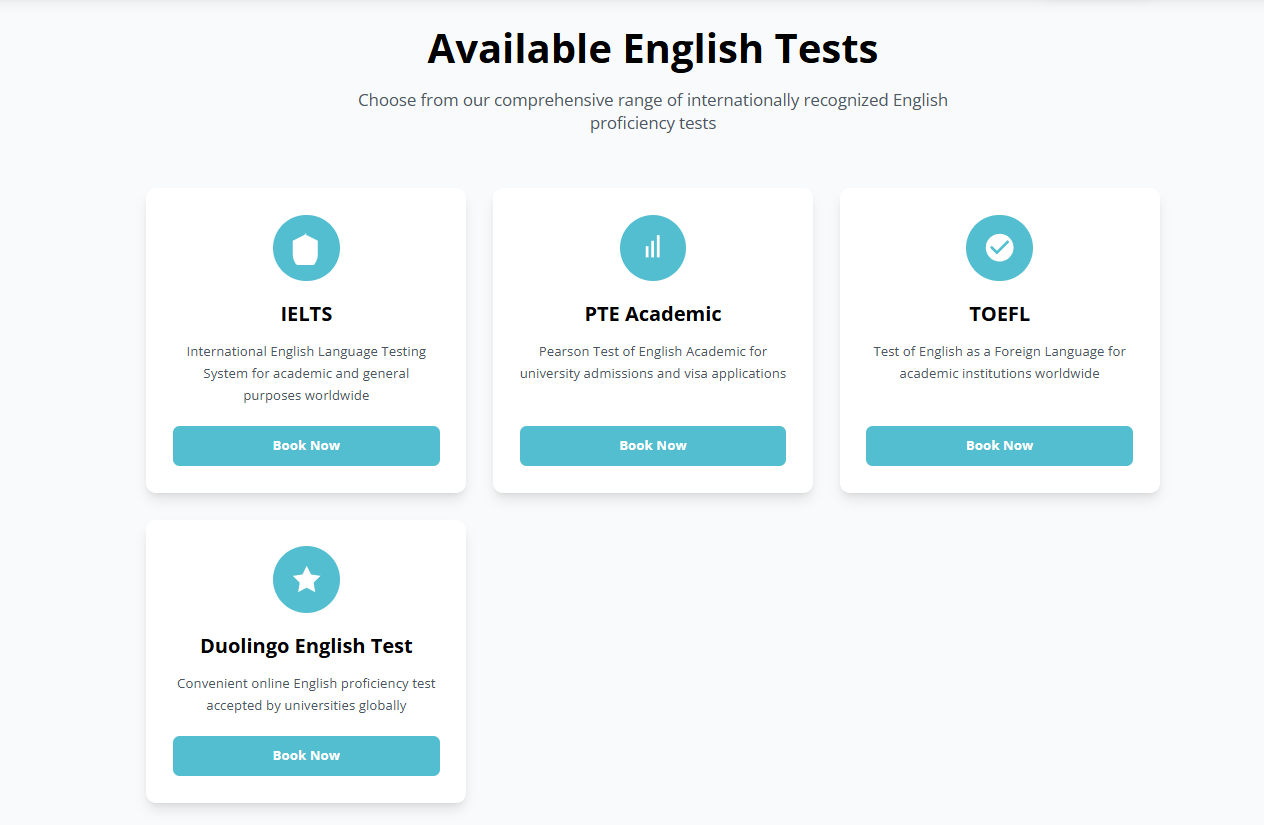 Available English Tests
Choose from our comprehensive range of internationally recognized English
proficiency tests
IELTS
International English Language Testing
System for academic and general
purposes worldwide
Book Now
PTE Academic
Pearson Test of English Academic for
university admissions and visa applications
Book Now
TOEFL
Test of English as a Foreign Language for
academic institutions worldwide
Book Now
Duolingo English Test
Convenient online English proficiency test
accepted by universities globally
Book Now